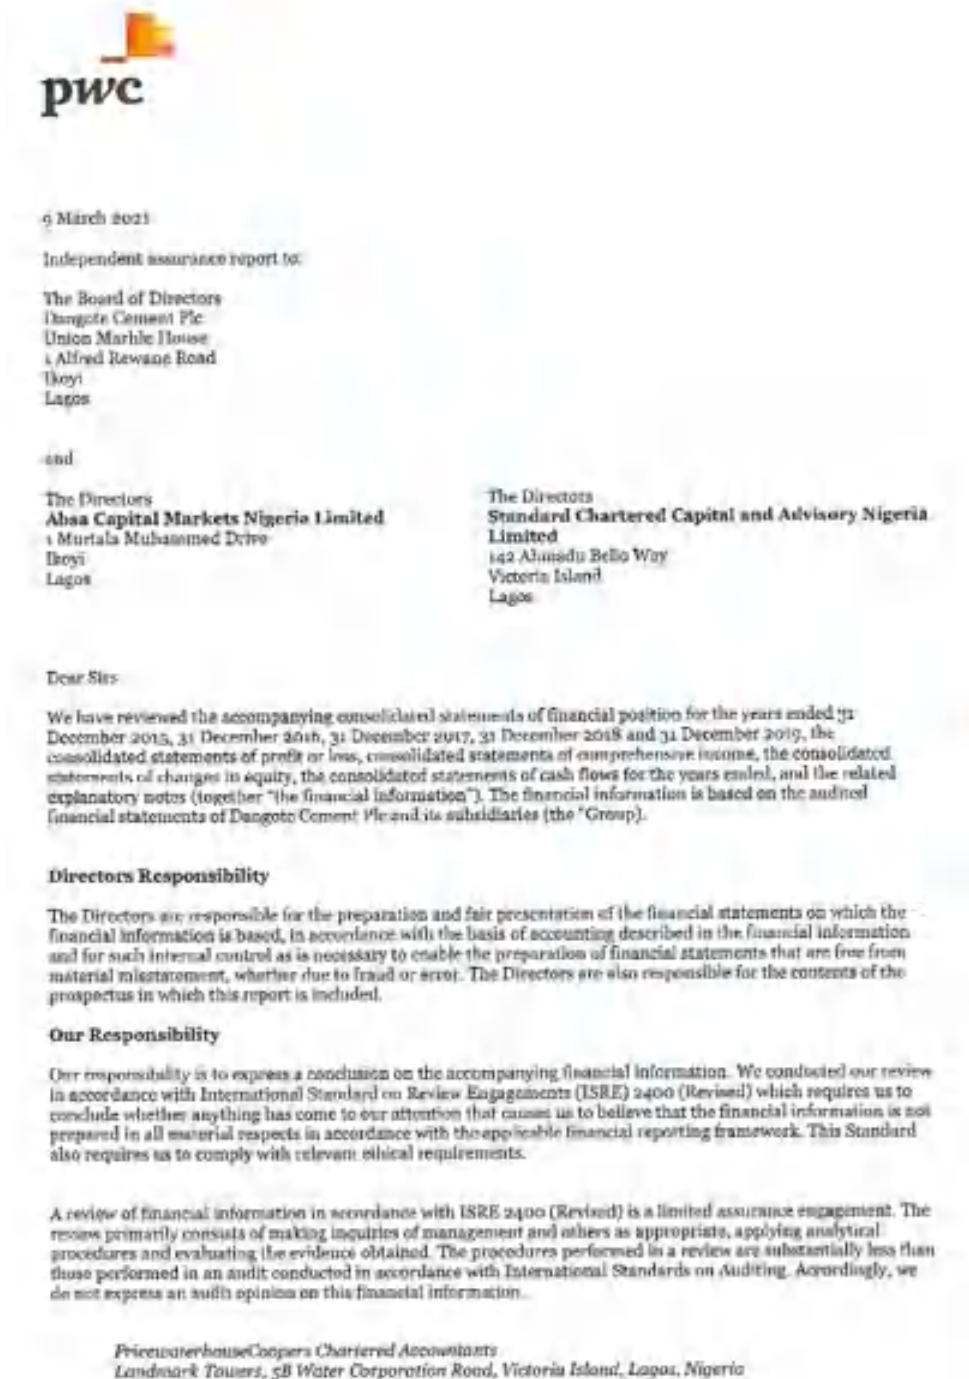 pwc
9 March 2021
Independent assurance report to:
The Board of Directors
Dangote Cement Plc
Union Marble House
1 Alfred Rewane Road
Ikoyi
Lagos
and
The Directors
Absa Capital Markets Nigeria Limited
1 Murtala Muhammed Drive
Ikoyi
Lagos
The Directors
Standard Chartered Capital and Advisory Nigeria
Limited
142 Ahmadu Bello Way
Victoria Island
Lagos
Dear Sirs
We have reviewed the accompanying consolidated statements of financial position for the years ended 31
December 2015, 31 December 2016, 31 December 2017, 31 December 2018 and 31 December 2019, the
consolidated statements of profit or loss, consolidated statements of comprehensive income, the consolidated
statements of changes in equity, the consolidated statements of cash flows for the years ended, and the related
explanatory notes (together "the financial information"). The financial information is based on the audited
financial statements of Dangote Cement Plc and its subsidiaries (the "Group).
Directors Responsibility
The Directors are responsible for the preparation and fair presentation of the financial statements on which the
financial information is based, in accordance with the basis of accounting described in the financial information
and for such internal control as is necessary to enable the preparation of financial statements that are free from
material misstatement, whether due to fraud or error. The Directors are also responsible for the contents of the
prospectus in which this report is included.
Our Responsibility
Our responsibility is to express a conclusion on the accompanying financial information. We conducted our review
in accordance with International Standard on Review Engagements (ISRE) 2400 (Revised) which requires us to
conclude whether anything has come to our attention that causes us to believe that the financial information is not
prepared in all material respects in accordance with the applicable financial reporting framework. This Standard
also requires us to comply with relevant ethical requirements.
A review of financial information in accordance with ISRE 2400 (Revised) is a limited assurance engagement. The
review primarily consists of making inquiries of management and others as appropriate, applying analytical
procedures and evaluating the evidence obtained. The procedures performed in a review are substantially less than
those performed in an audit conducted in accordance with International Standards on Auditing. Accordingly, we
do not express an audit opinion on this financial information.
PricewaterhouseCoopers Chartered Accountants
Landmark Towers, 5B Water Corporation Road, Victoria Island, Lagos, Nigeria